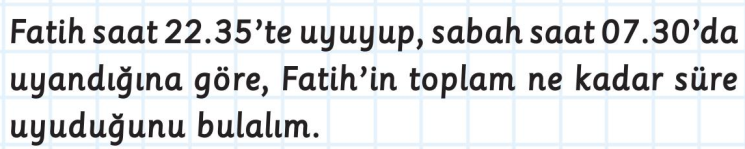 Fatih saat 22.35’te uyuyup, sabah saat 07.30’da
uyandığına göre, Fatih’in toplam ne kadar süre
uyuduğunu bulalım.